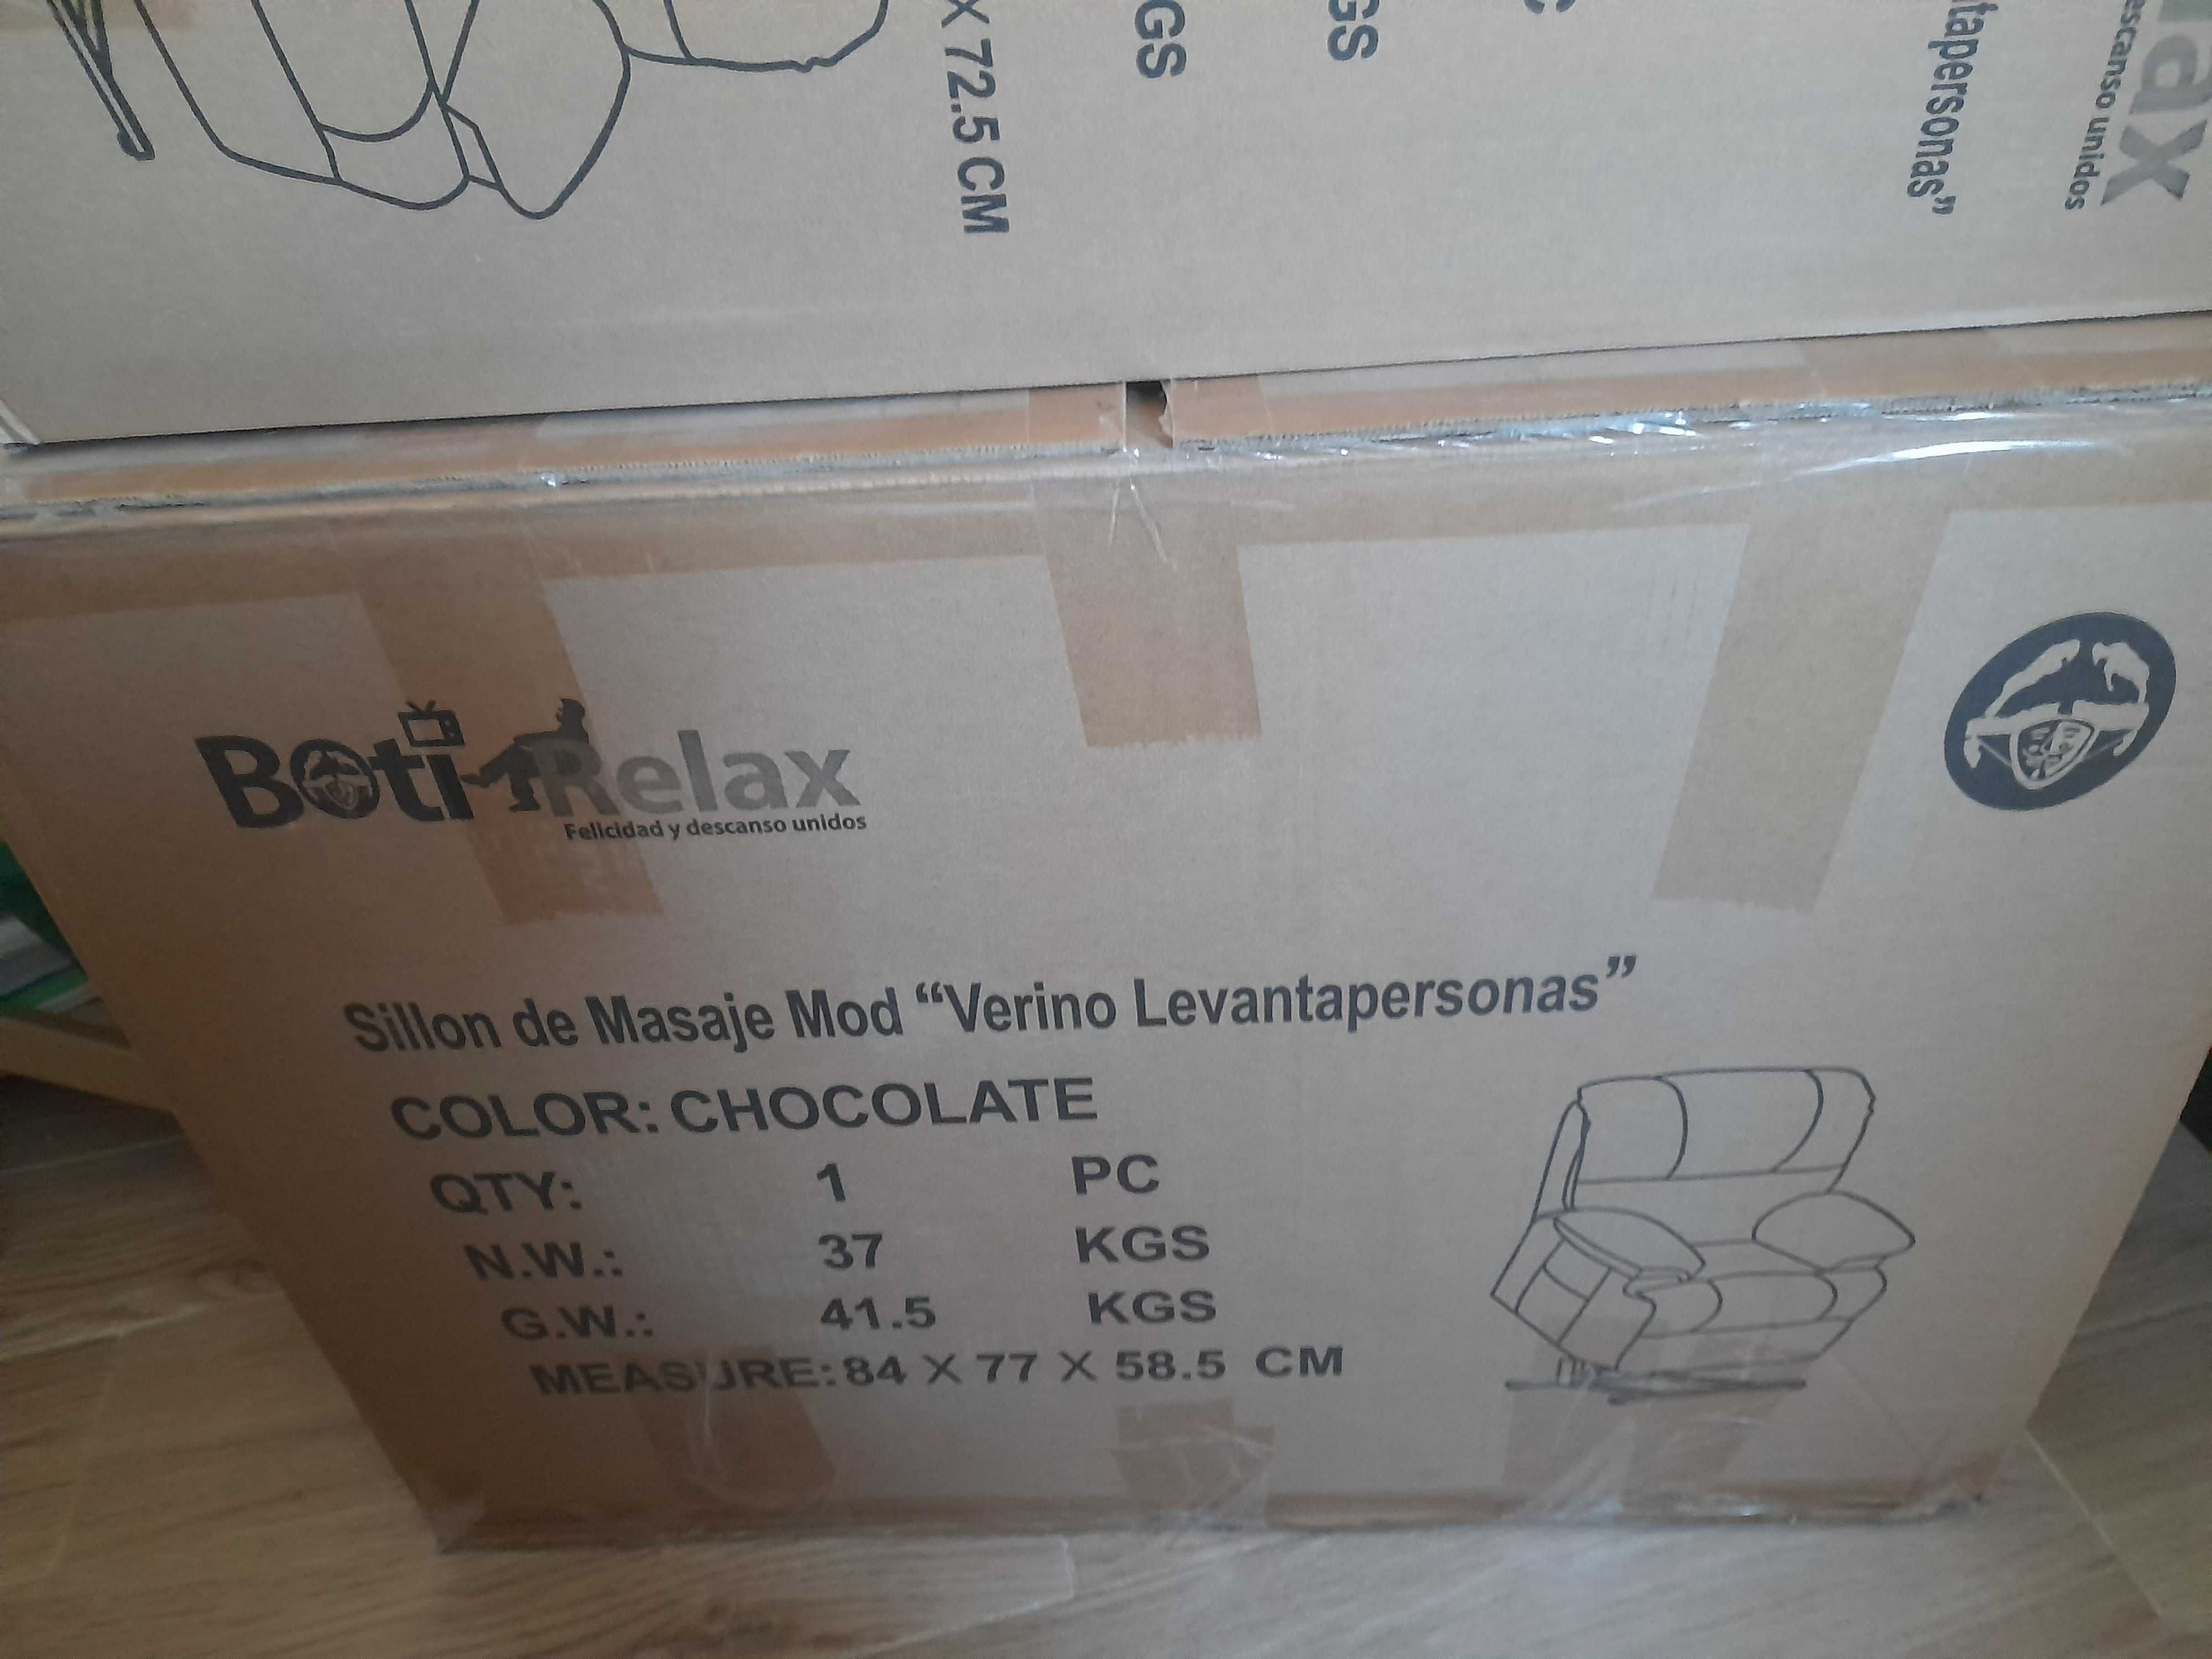 X 72.5 CM
GS
GS
tapersonas”
ax
escanso unidos
Boti Relax
Felicidad y descanso unidos
Sillon de Masaje Mod “Verino Levantapersonas”
COLOR: CHOCOLATE
QTY: 1 PC
N.W.: 37 KGS
G.W.: 41.5 KGS
MEASURE: 84 X 77 X 58.5 CM